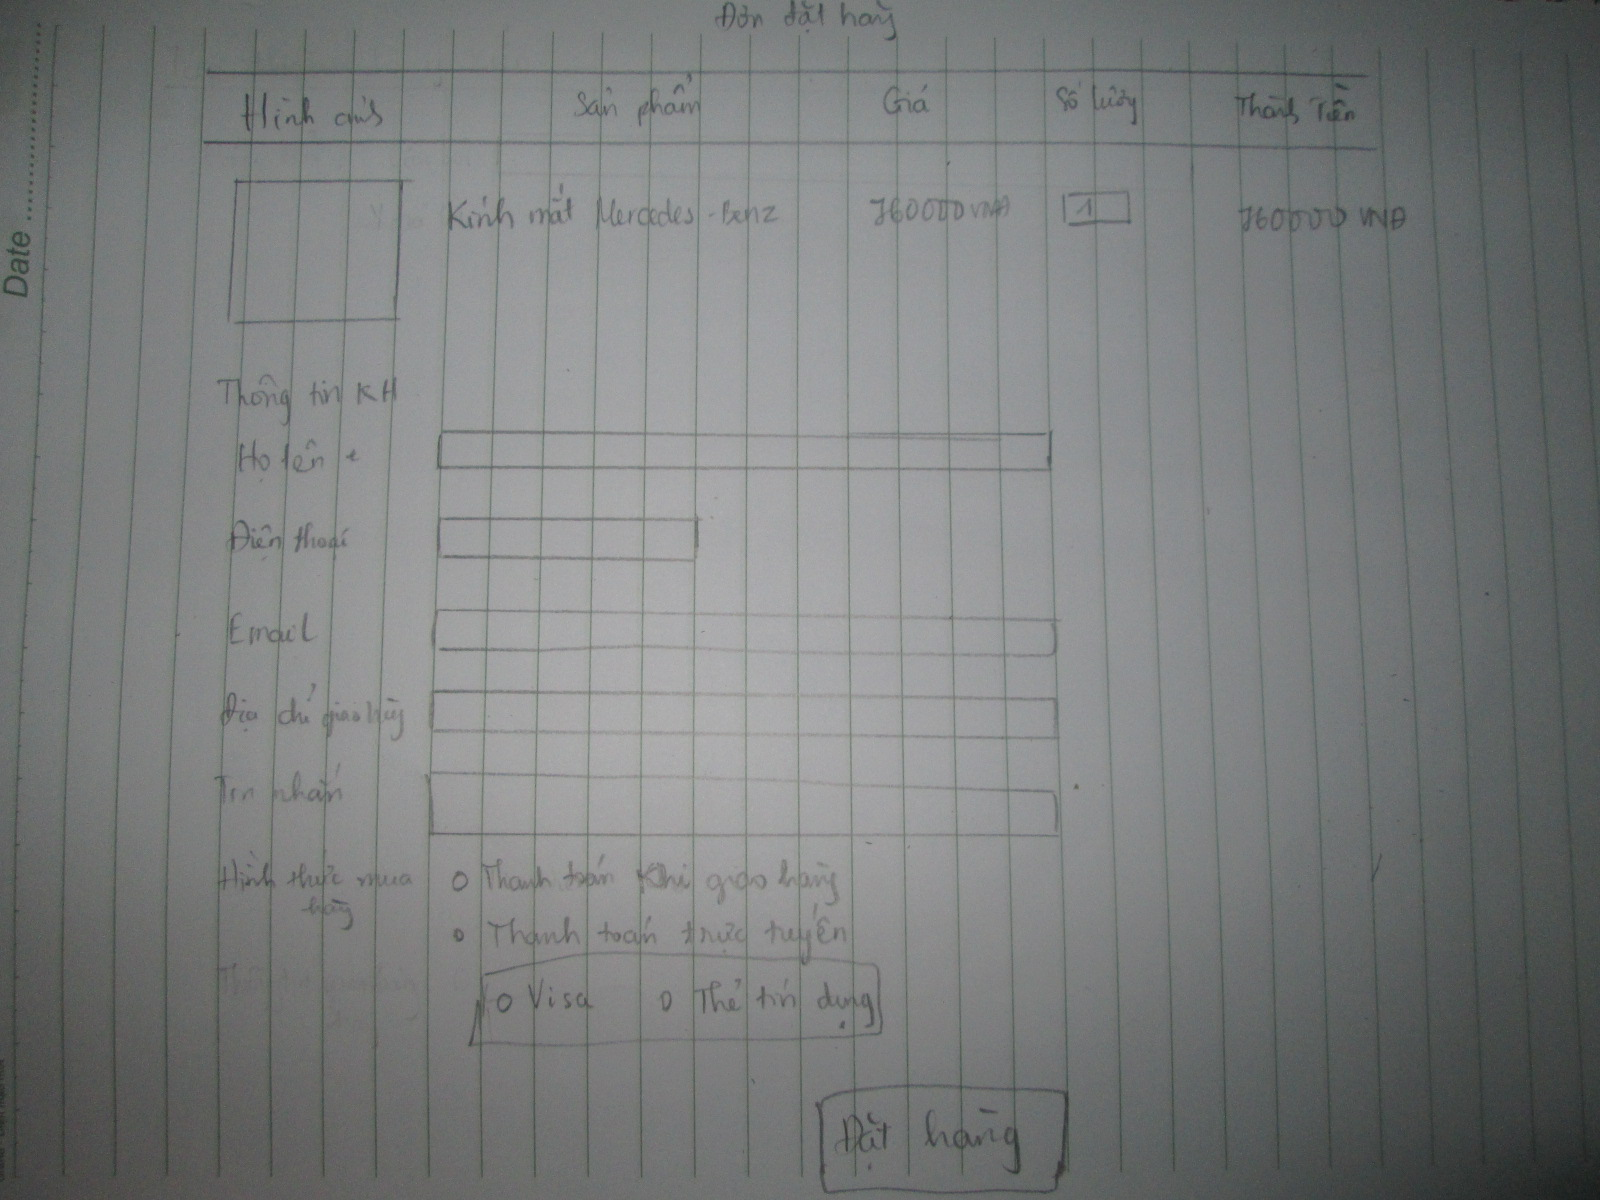 Date
Đơn đặt hàng
Hình ảnh Sản phẩm Giá Số lượng Thành Tiền
Kính mắt Mercedes-Benz 760000 VNĐ 1 760000 VNĐ
Thông tin KH
Họ tên
Điện thoại
Email
Địa chỉ giao hàng
Tin nhắn
Hình thức mua hàng
Thanh toán Khi giao hàng
Thanh toán trực tuyến
Visa Thẻ tín dụng
Đặt hàng